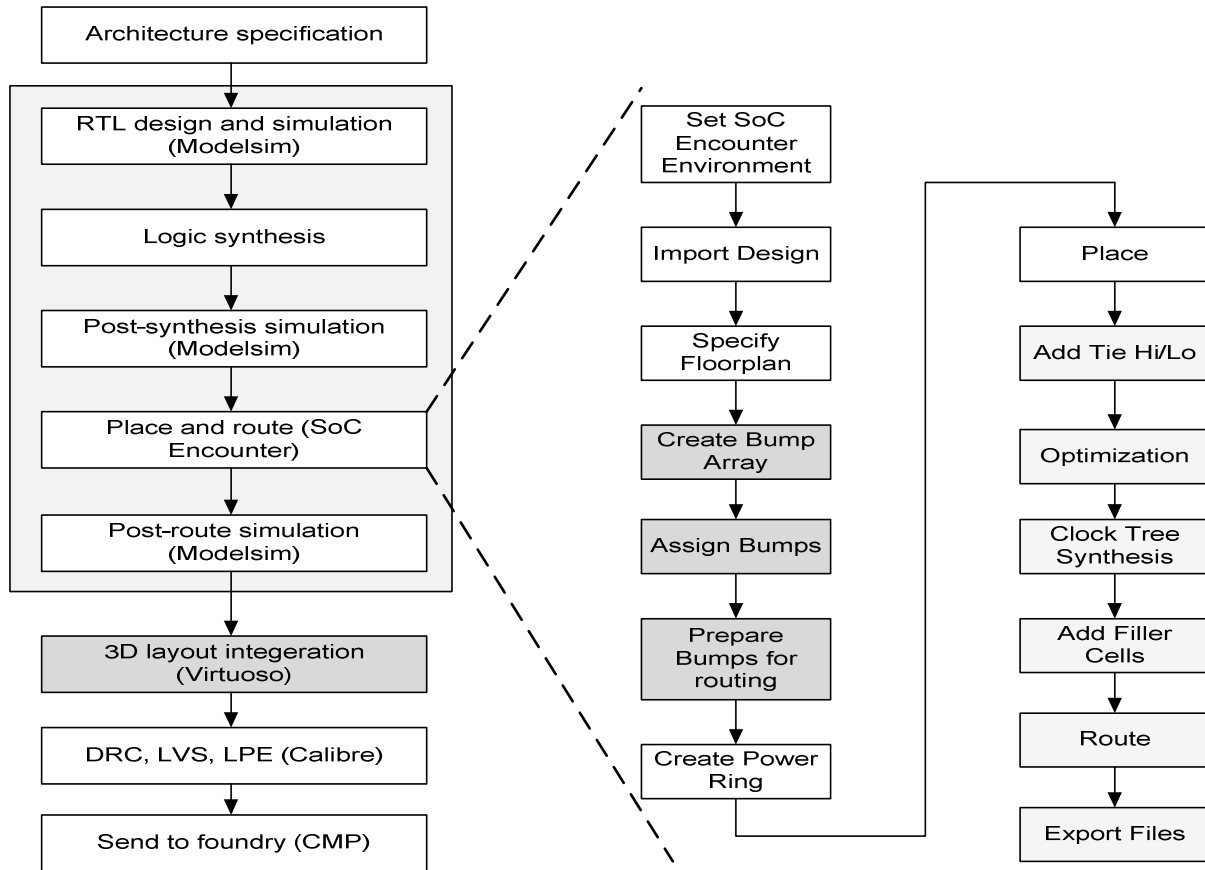 Architecture specification
RTL design and simulation
(Modelsim)
Logic synthesis
Post-synthesis simulation
(Modelsim)
Place and route (SoC
Encounter)
Post-route simulation
(Modelsim)
3D layout integeration
(Virtuoso)
DRC, LVS, LPE (Calibre)
Send to foundry (CMP)
Set SoC
Encounter
Environment
Import Design
Specify
Floorplan
Create Bump
Array
Assign Bumps
Prepare
Bumps for
routing
Create Power
Ring
Place
Add Tie Hi/Lo
Optimization
Clock Tree
Synthesis
Add Filler
Cells
Route
Export Files